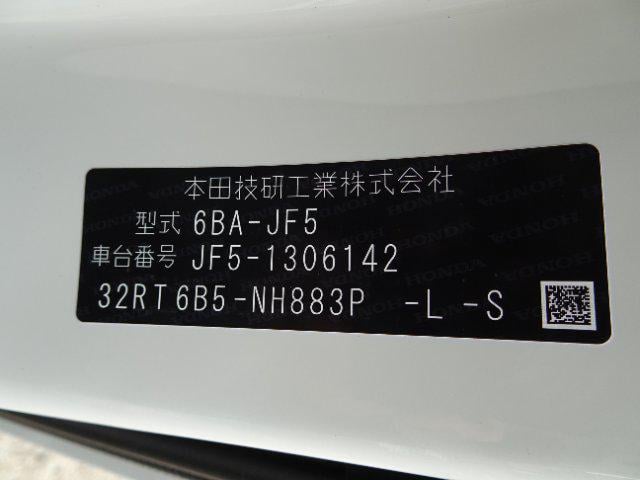 本田技研工業株式会社
型式 6BA-JF5
車台番号 JF5-1306142
32RT6B5-NH883P -L -S